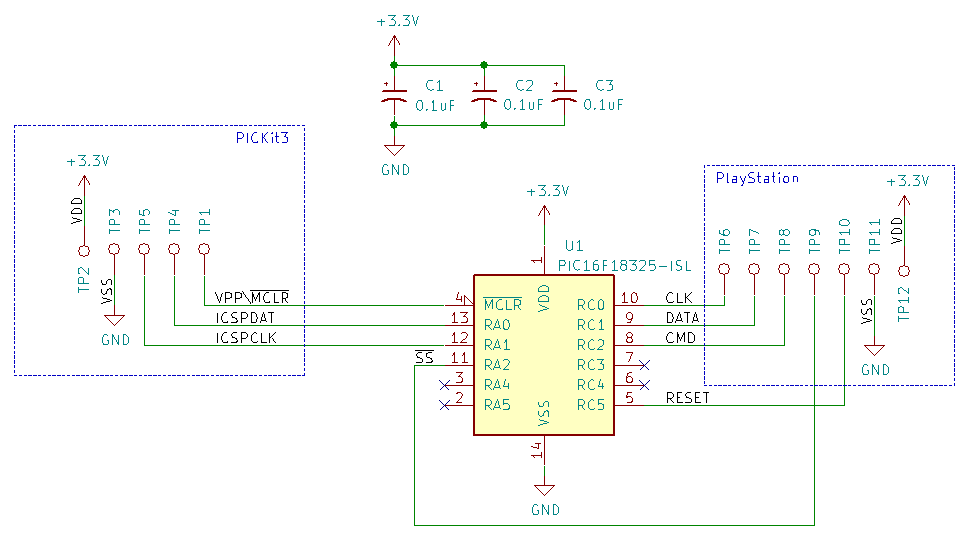 +3.3V
C1
0.1uF
C2
0.1uF
C3
0.1uF
GND
PICKit3
+3.3V
VDD
TP2
TP3
VSS
GND
TP5
TP4
TP1
VPP\MCLR
ICSPDAT
ICSPCLK
SS
+3.3V
U1
PIC16F18325-ISL
1
VDD
4
MCLR
13
RA0
12
RA1
11
RA2
3
RA4
2
RA5
RC0
10
RC1
9
RC2
8
RC3
7
RC4
6
RC5
5
VSS
14
GND
CLK
DATA
CMD
RESET
PlayStation
TP6
TP7
TP8
TP9
TP10
TP11
VSS
GND
+3.3V
VDD
TP12